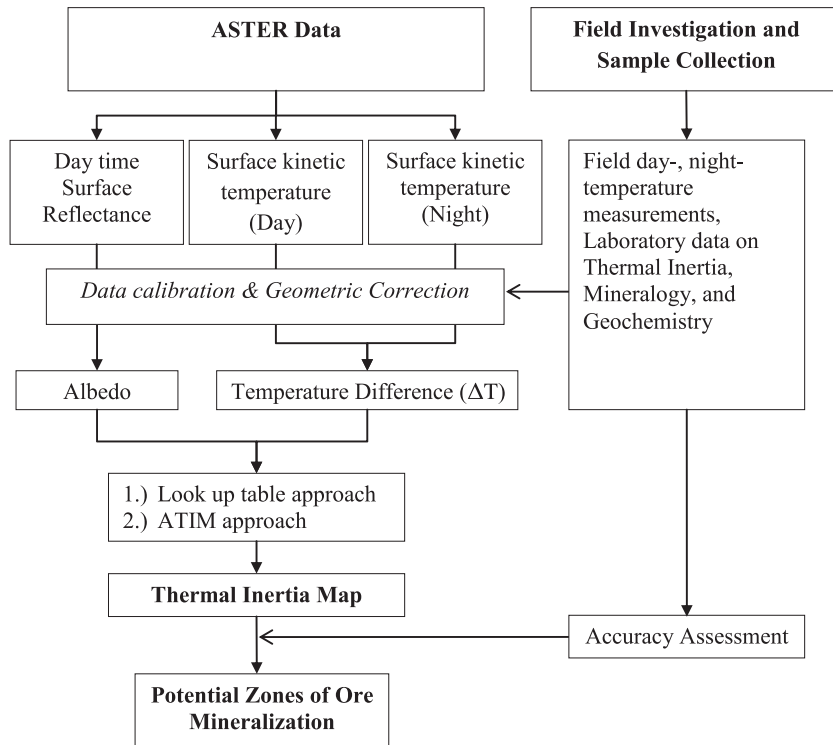 ASTER Data
Field Investigation and
Sample Collection
Day time
Surface
Reflectance
Surface kinetic
temperature
(Day)
Surface kinetic
temperature
(Night)
Field day-, night-
temperature
measurements,
Laboratory data on
Thermal Inertia,
Mineralogy, and
Geochemistry
Data calibration & Geometric Correction
Albedo
Temperature Difference (ΔT)
1.) Look up table approach
2.) ATIM approach
Thermal Inertia Map
Accuracy Assessment
Potential Zones of Ore
Mineralization